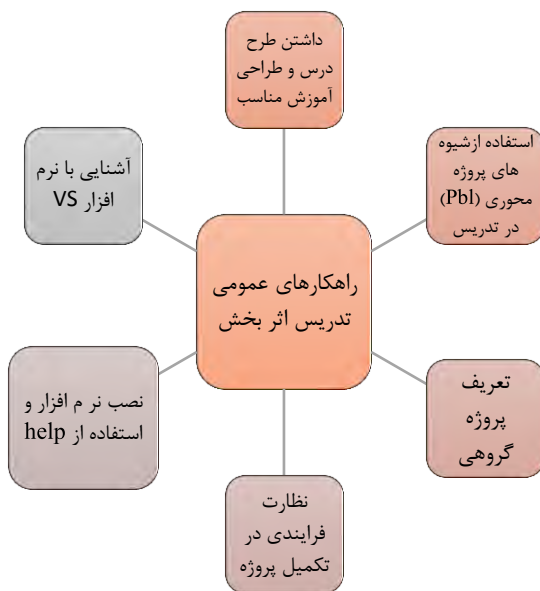 داشتن طرح
درس و طراحی
آموزش مناسب
استفاده ازشیوه
های پروژه
محوری (Pbl)
در تدریس
تعریف
پروژه
گروهی
نظارت
فرایندی در
تکمیل پروژه
نصب نر م افزار و
استفاده از help
آشنایی با نرم
افزار VS
راهکارهای عمومی
تدریس اثر بخش